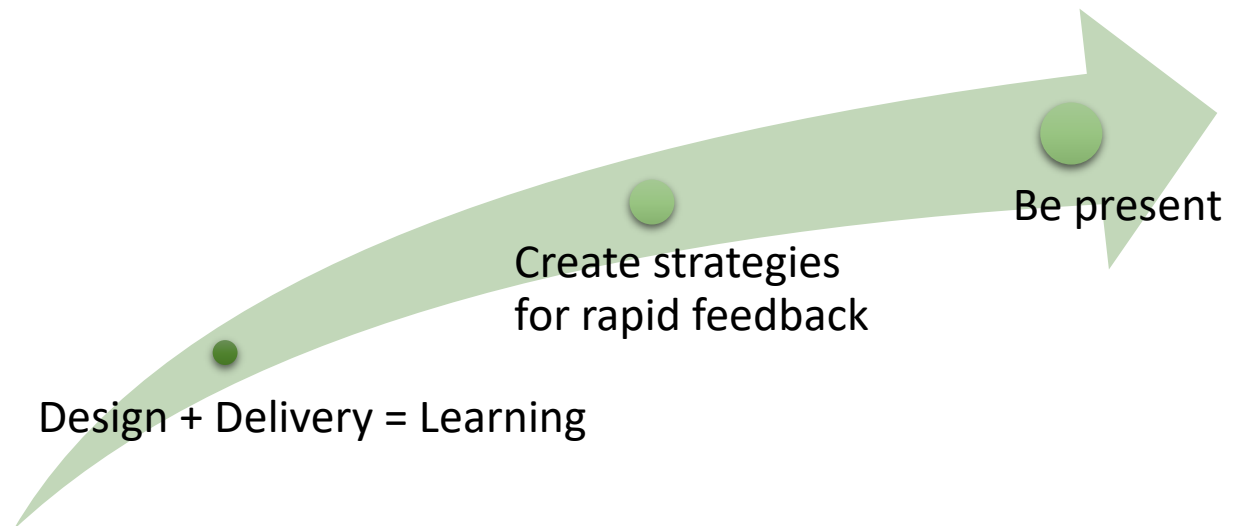 Design + Delivery = Learning
Create strategies
for rapid feedback
Be present